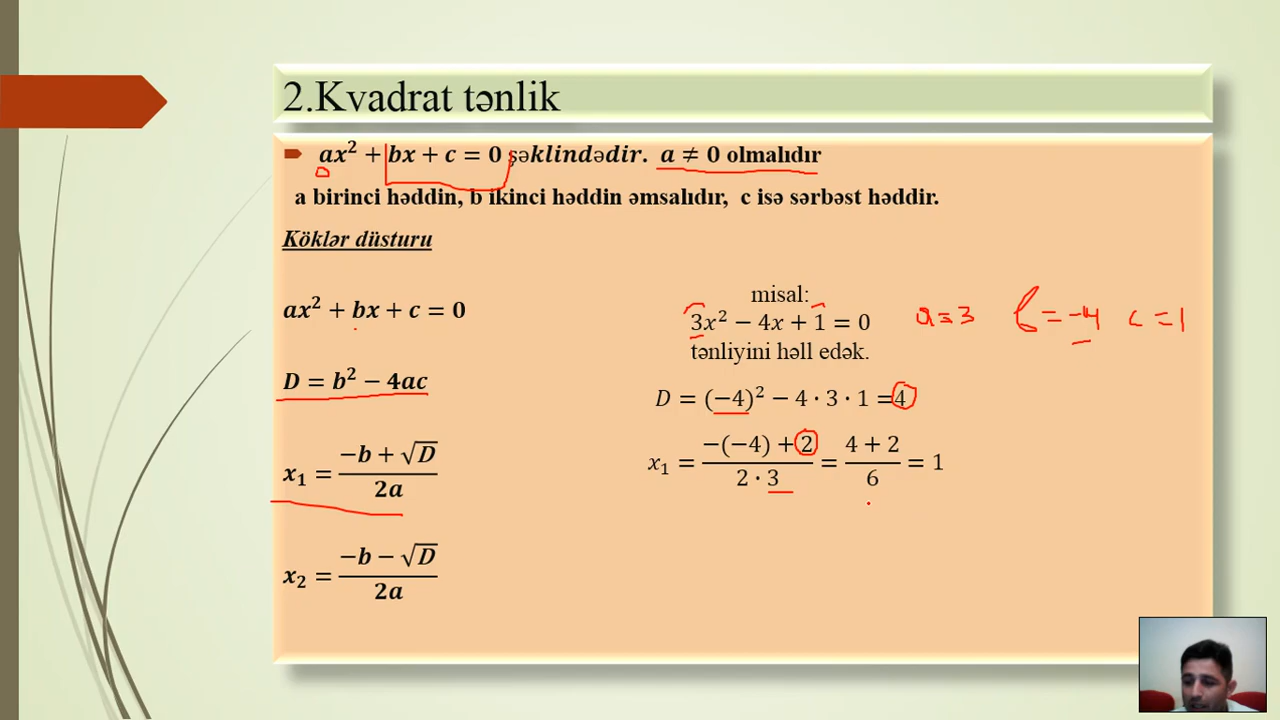 2.Kvadrat tənlik
ax² + bx + c = 0 şəklindədir. a ≠ 0 olmalıdır
a birinci həddin, b ikinci həddin əmsalıdır, c isə sərbəst həddir.
Köklər düsturu
ax² + bx + c = 0
D = b² − 4ac
x₁ = (−b + √D) / 2a
x₂ = (−b − √D) / 2a
misal:
3x² − 4x + 1 = 0
a=3 b=-4 c=1
tənliyini həll edək.
D = (−4)² − 4 · 3 · 1 =4
x₁ = (−(−4) + 2) / (2 · 3) = (4 + 2) / 6 = 1